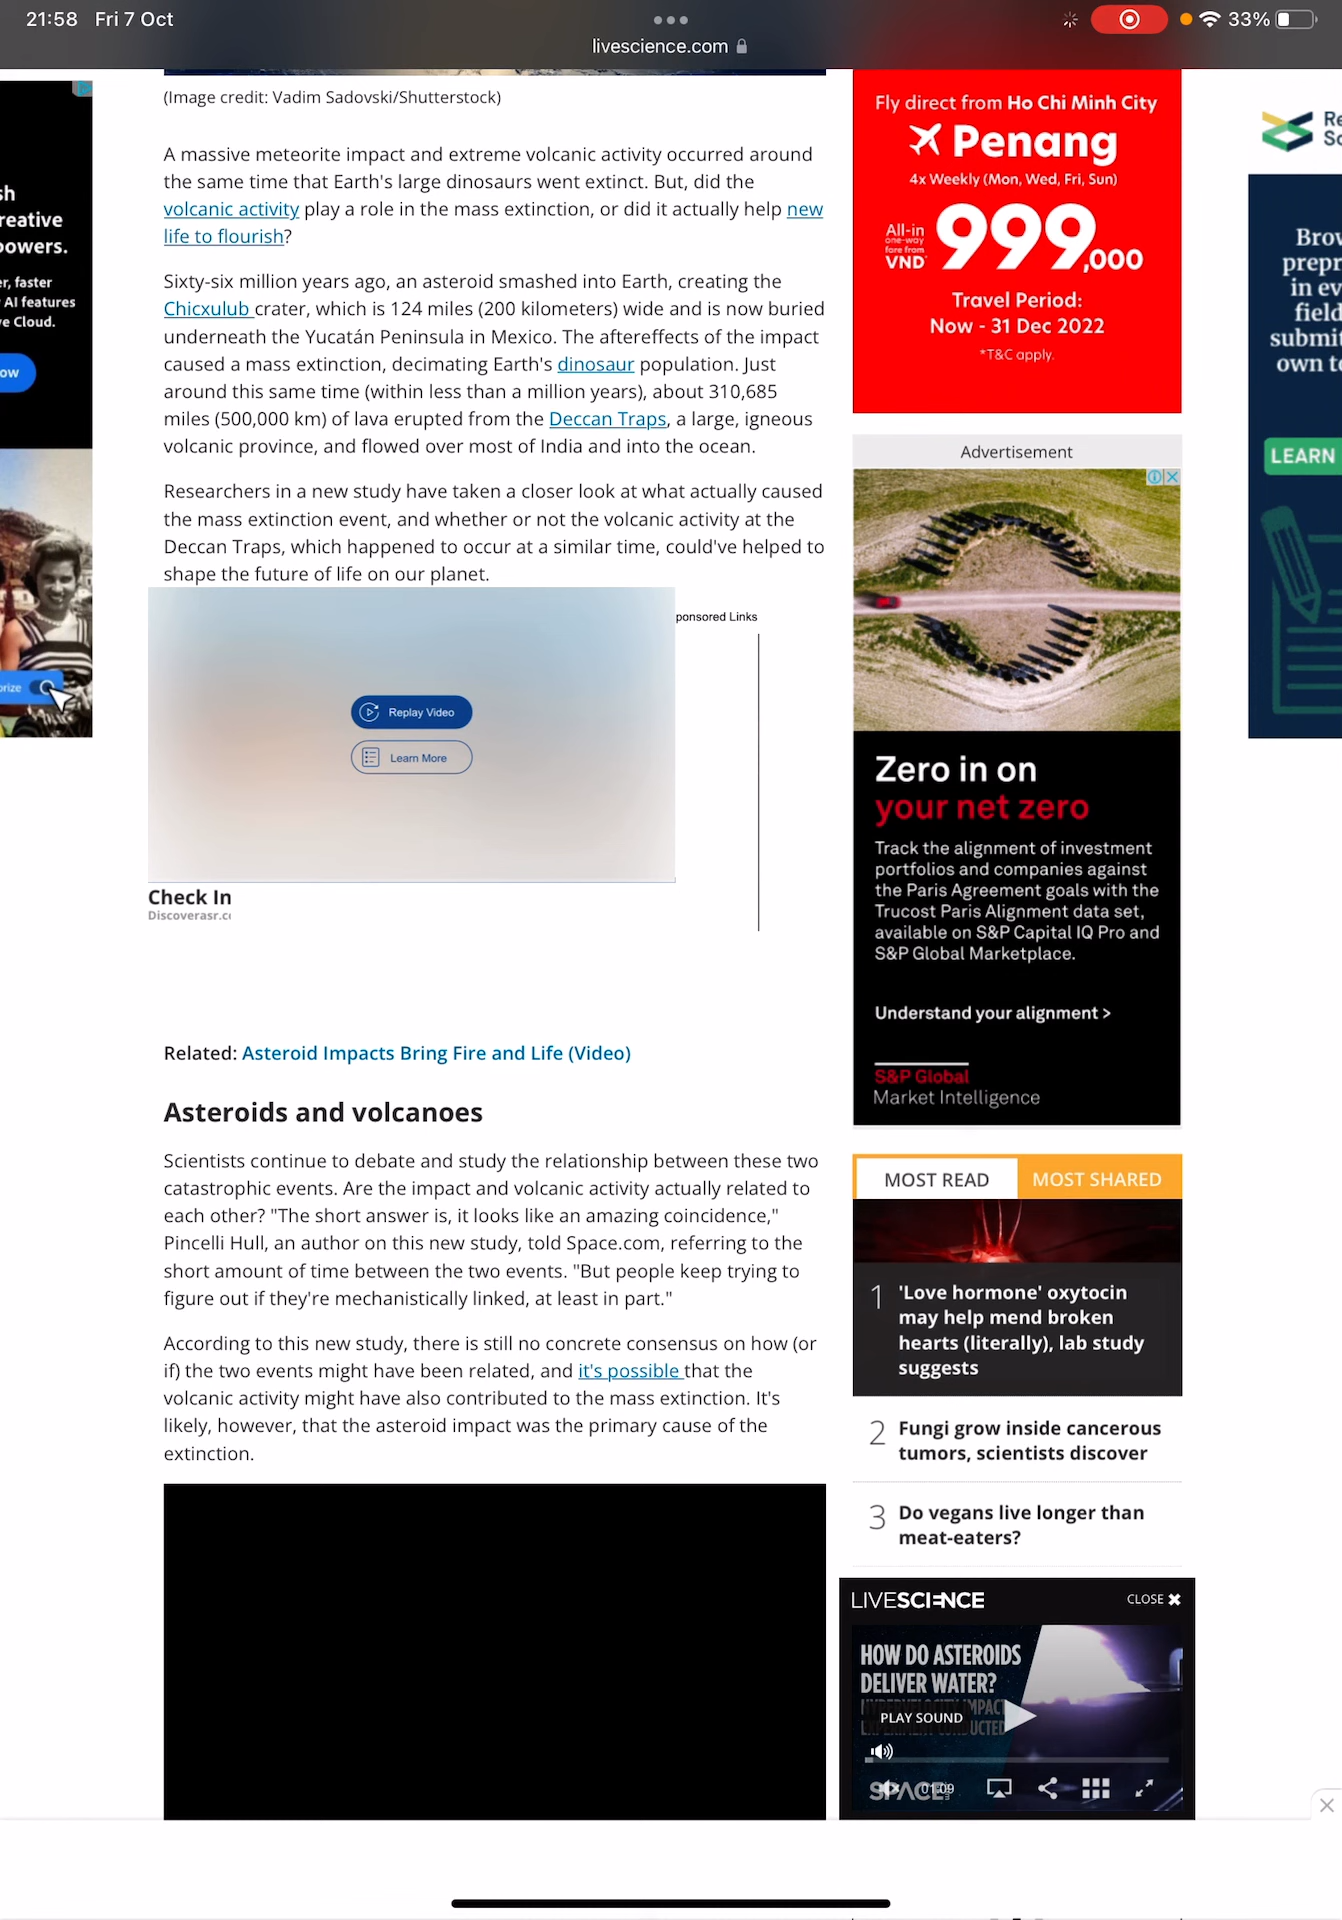 21:58 Fri 7 Oct
33%
livescience.com
(Image credit: Vadim Sadovski/Shutterstock)
A massive meteorite impact and extreme volcanic activity occurred around
the same time that Earth's large dinosaurs went extinct. But, did the
volcanic activity play a role in the mass extinction, or did it actually help new
life to flourish?
Sixty-six million years ago, an asteroid smashed into Earth, creating the
Chicxulub crater, which is 124 miles (200 kilometers) wide and is now buried
underneath the Yucatán Peninsula in Mexico. The aftereffects of the impact
caused a mass extinction, decimating Earth's dinosaur population. Just
around this same time (within less than a million years), about 310,685
miles (500,000 km) of lava erupted from the Deccan Traps, a large, igneous
volcanic province, and flowed over most of India and into the ocean.
Researchers in a new study have taken a closer look at what actually caused
the mass extinction event, and whether or not the volcanic activity at the
Deccan Traps, which happened to occur at a similar time, could've helped to
shape the future of life on our planet.
ponsored Links
Replay Video
Learn More
Check In
Discoverasr.c
Related: Asteroid Impacts Bring Fire and Life (Video)
Asteroids and volcanoes
Scientists continue to debate and study the relationship between these two
catastrophic events. Are the impact and volcanic activity actually related to
each other? "The short answer is, it looks like an amazing coincidence,"
Pincelli Hull, an author on this new study, told Space.com, referring to the
short amount of time between the two events. "But people keep trying to
figure out if they're mechanistically linked, at least in part."
According to this new study, there is still no concrete consensus on how (or
if) the two events might have been related, and it's possible that the
volcanic activity might have also contributed to the mass extinction. It's
likely, however, that the asteroid impact was the primary cause of the
extinction.
sh
reative
powers.
er, faster
AI features
ve Cloud.
ow
orize
Fly direct from Ho Chi Minh City
Penang
4x Weekly (Mon, Wed, Fri, Sun)
All-in
one-way
fare from
VND 999,000
Travel Period:
Now - 31 Dec 2022
*T&C apply.
Advertisement
Zero in on
your net zero
Track the alignment of investment
portfolios and companies against
the Paris Agreement goals with the
Trucost Paris Alignment data set,
available on S&P Capital IQ Pro and
S&P Global Marketplace.
Understand your alignment >
S&P Global
Market Intelligence
MOST READ
MOST SHARED
1 'Love hormone' oxytocin
may help mend broken
hearts (literally), lab study
suggests
2 Fungi grow inside cancerous
tumors, scientists discover
3 Do vegans live longer than
meat-eaters?
LIVESCIENCE
CLOSE
HOW DO ASTEROIDS
DELIVER WATER?
HYPERVELOCITY IMPACT
PLAY SOUND
SPACE
01:09
Re
Sc
Brow
prepr
in ev
field
submit
own to
LEARN